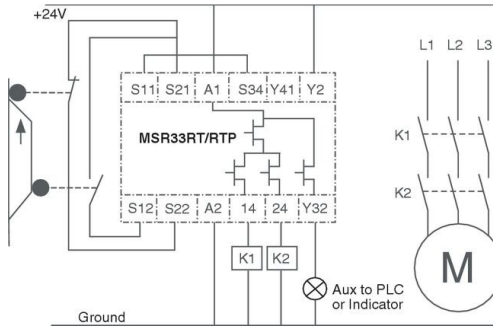 +24V
L1 L2 L3
S11 S21 A1 S34 Y41 Y2
MSR33RT/RTP
K1
K2
S12 S22 A2 14 24 Y32
K1 K2
M
Aux to PLC
or Indicator
Ground